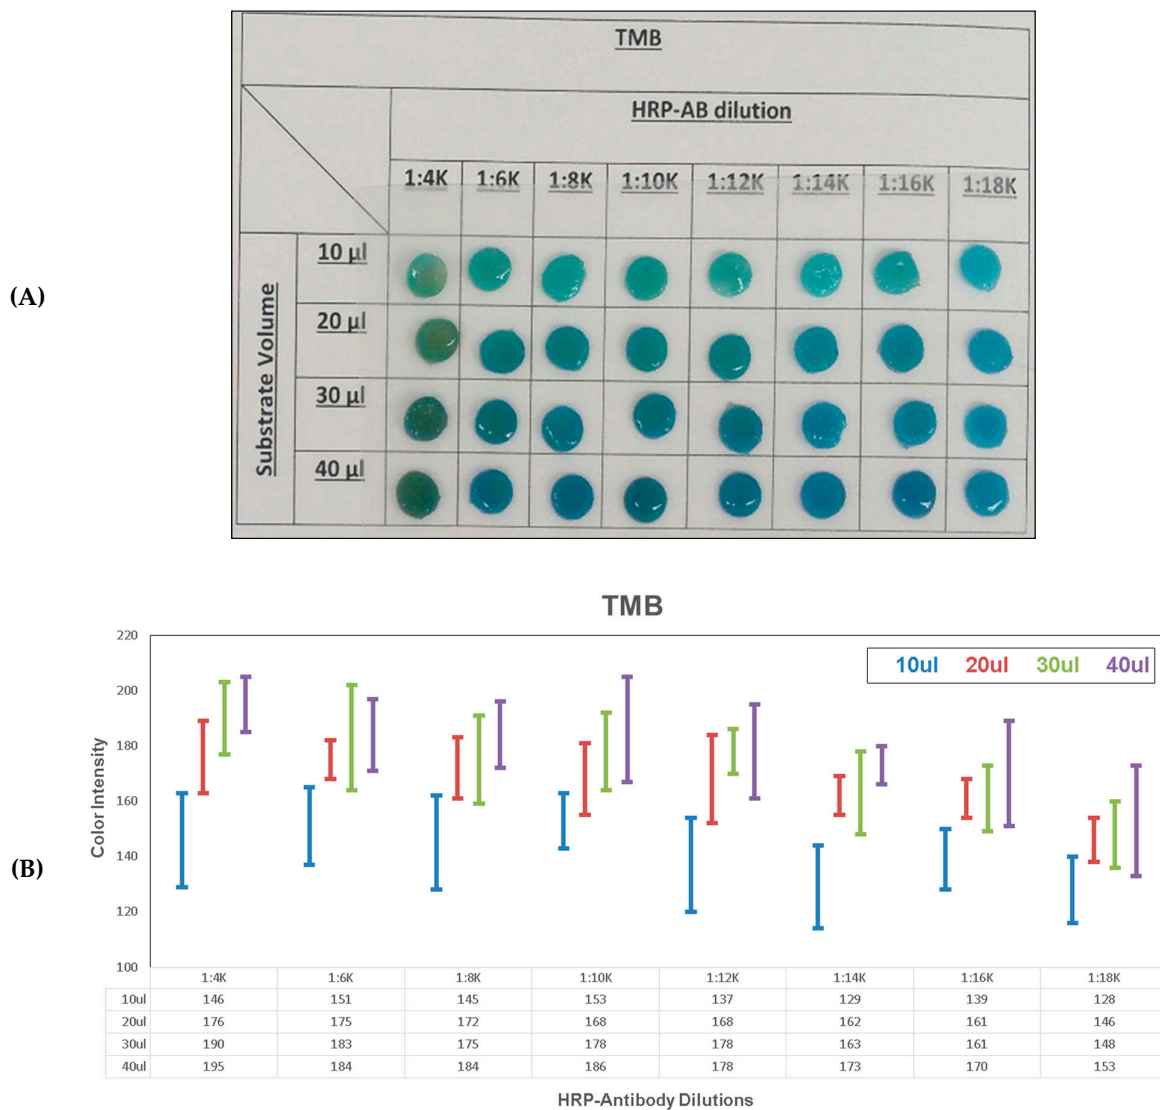 (A)
TMB
HRP-AB dilution
1:4K 1:6K 1:8K 1:10K 1:12K 1:14K 1:16K 1:18K
Substrate Volume
10 µl
20 µl
30 µl
40 µl
(B)
TMB
10ul 20ul 30ul 40ul
Color Intensity
220
200
180
160
140
120
100
1:4K 1:6K 1:8K 1:10K 1:12K 1:14K 1:16K 1:18K
10ul 146 151 145 153 137 129 139 128
20ul 176 175 172 168 168 162 161 146
30ul 190 183 175 178 178 163 161 148
40ul 195 184 184 186 178 173 170 153
HRP-Antibody Dilutions